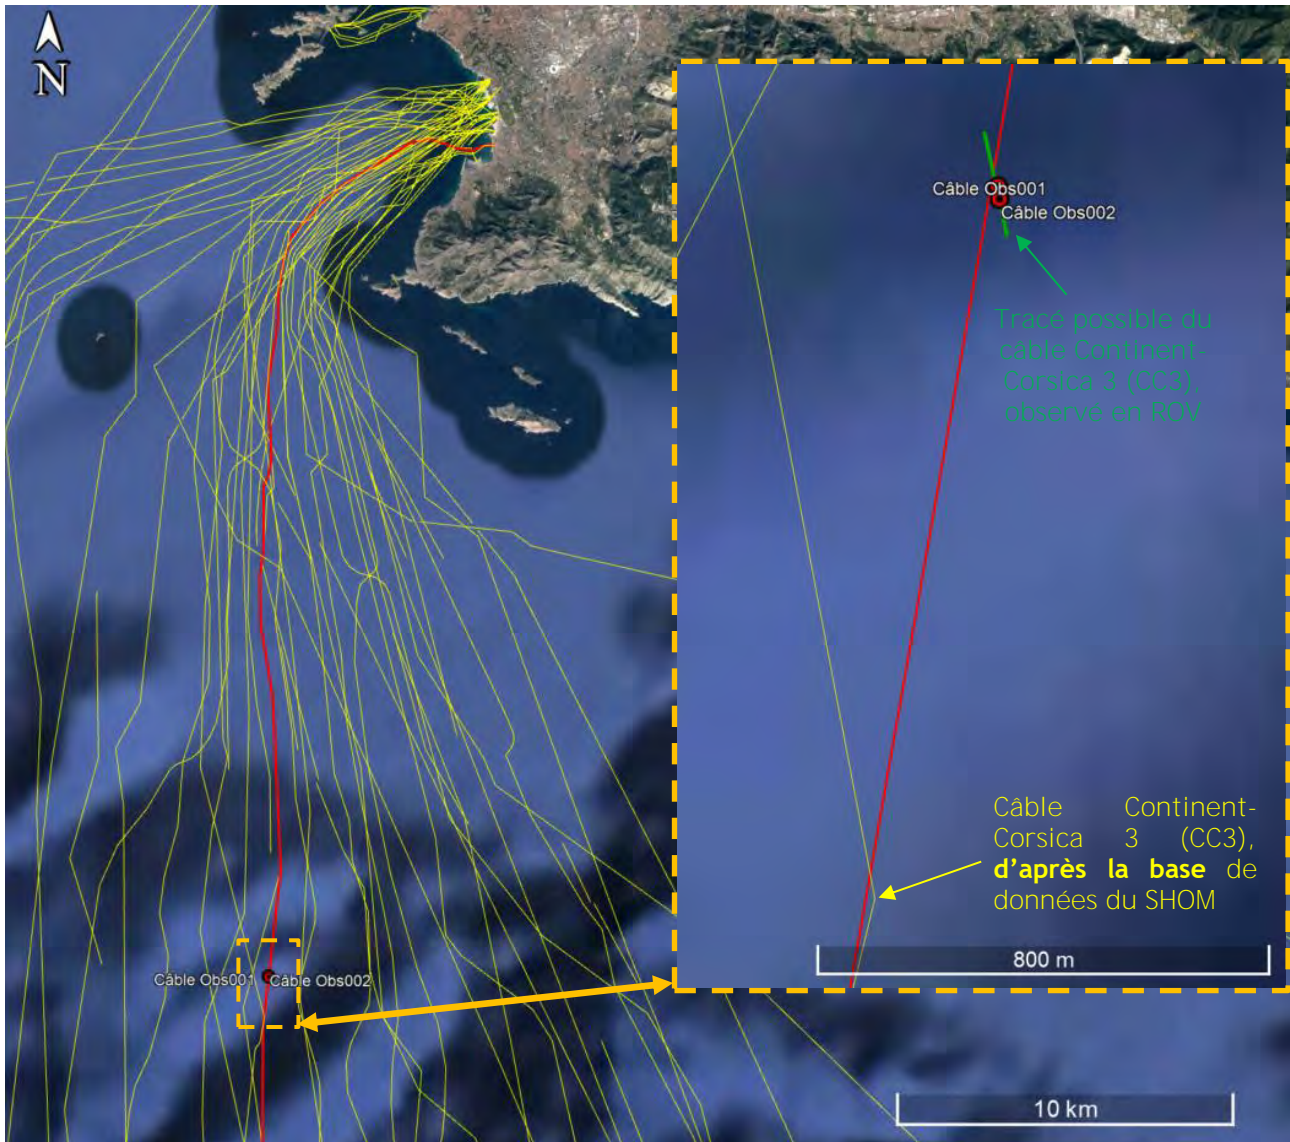 N
Câble Obs001
Câble Obs002
Tracé possible du
câble Continent-
Corsica 3 (CC3),
observé en ROV
Câble Continent-
Corsica 3 (CC3),
d'après la base de
données du SHOM
800 m
Câble Obs001
Câble Obs002
10 km